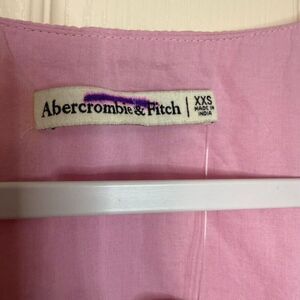 Abercrombie & Fitch
XXS
MADE IN
INDIA